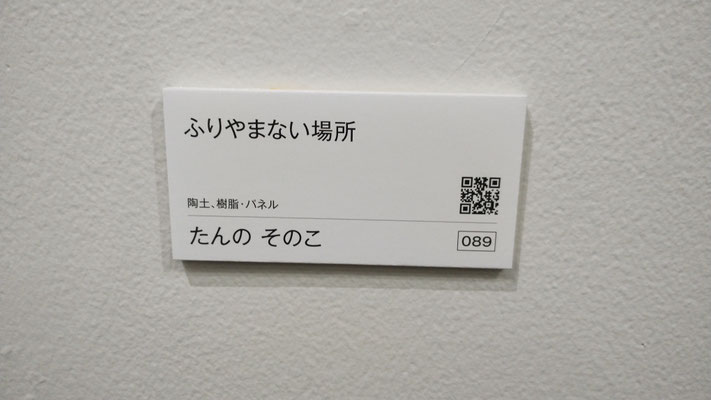 ふりやまない場所
陶土、樹脂・パネル
たんの そのこ
089